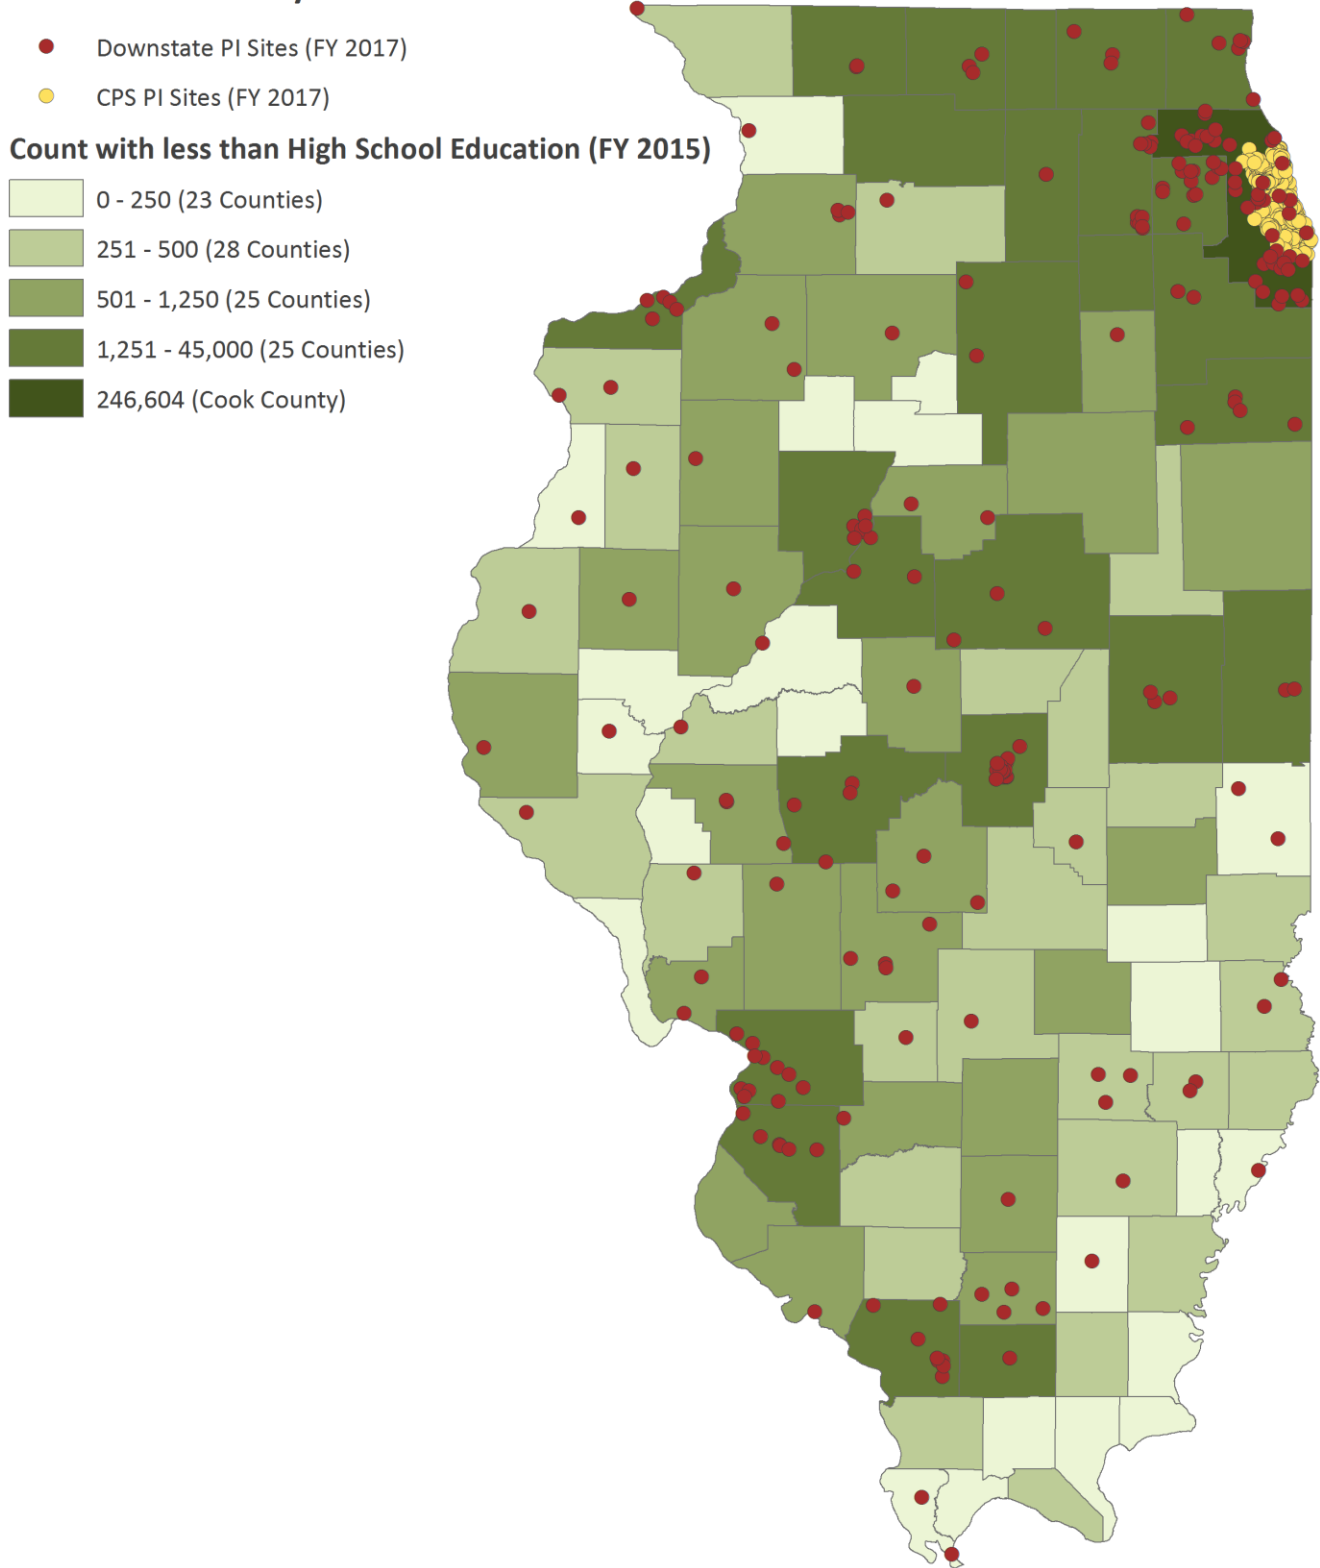 Downstate PI Sites (FY 2017)
CPS PI Sites (FY 2017)
Count with less than High School Education (FY 2015)
0 - 250 (23 Counties)
251 - 500 (28 Counties)
501 - 1,250 (25 Counties)
1,251 - 45,000 (25 Counties)
246,604 (Cook County)